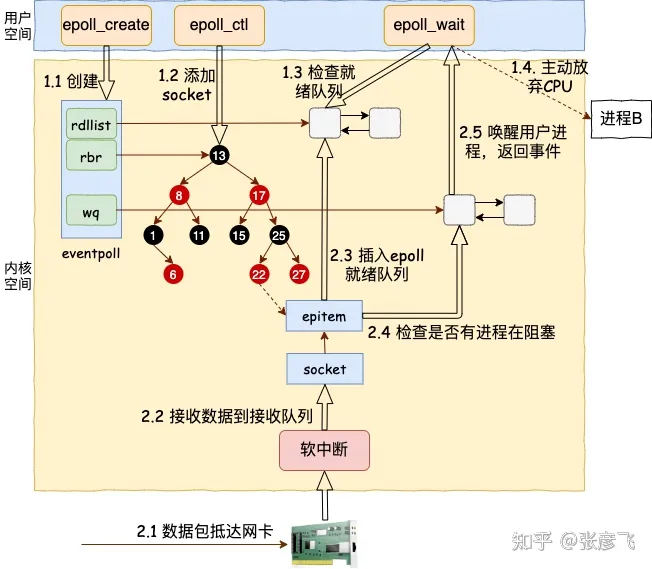 用户
空间
epoll_create
epoll_ctl
epoll_wait
1.1 创建
1.2 添加
socket
1.3 检查就
绪队列
1.4. 主动放
弃CPU
进程B
rdllist
rbr
wq
eventpoll
13
8
17
1
11
15
25
6
22
27
2.5 唤醒用户进
程，返回事件
内核
空间
2.3 插入epoll
就绪队列
epitem
2.4 检查是否有进程在阻塞
socket
2.2 接收数据到接收队列
软中断
2.1 数据包抵达网卡
知乎 @张彦飞